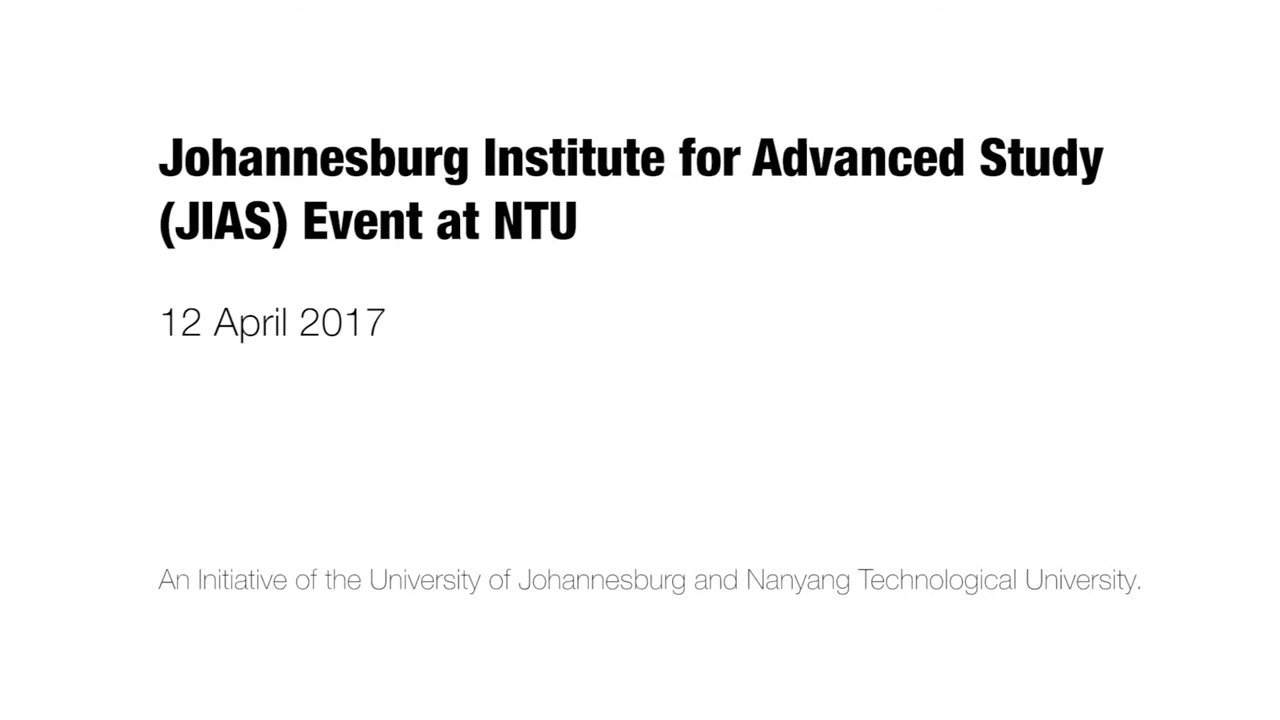 Johannesburg Institute for Advanced Study
(JIAS) Event at NTU
12 April 2017
An Initiative of the University of Johannesburg and Nanyang Technological University.